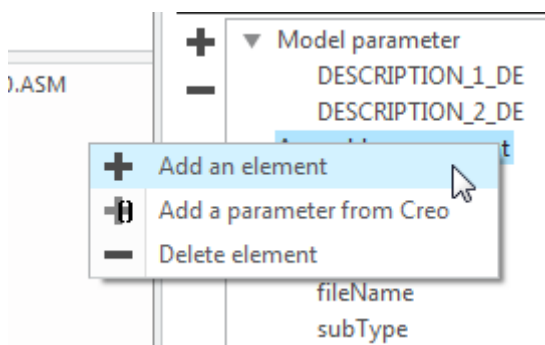 Model parameter
.ASM
DESCRIPTION_1_DE
DESCRIPTION_2_DE
Add an element
Add a parameter from Creo
Delete element
fileName
subType